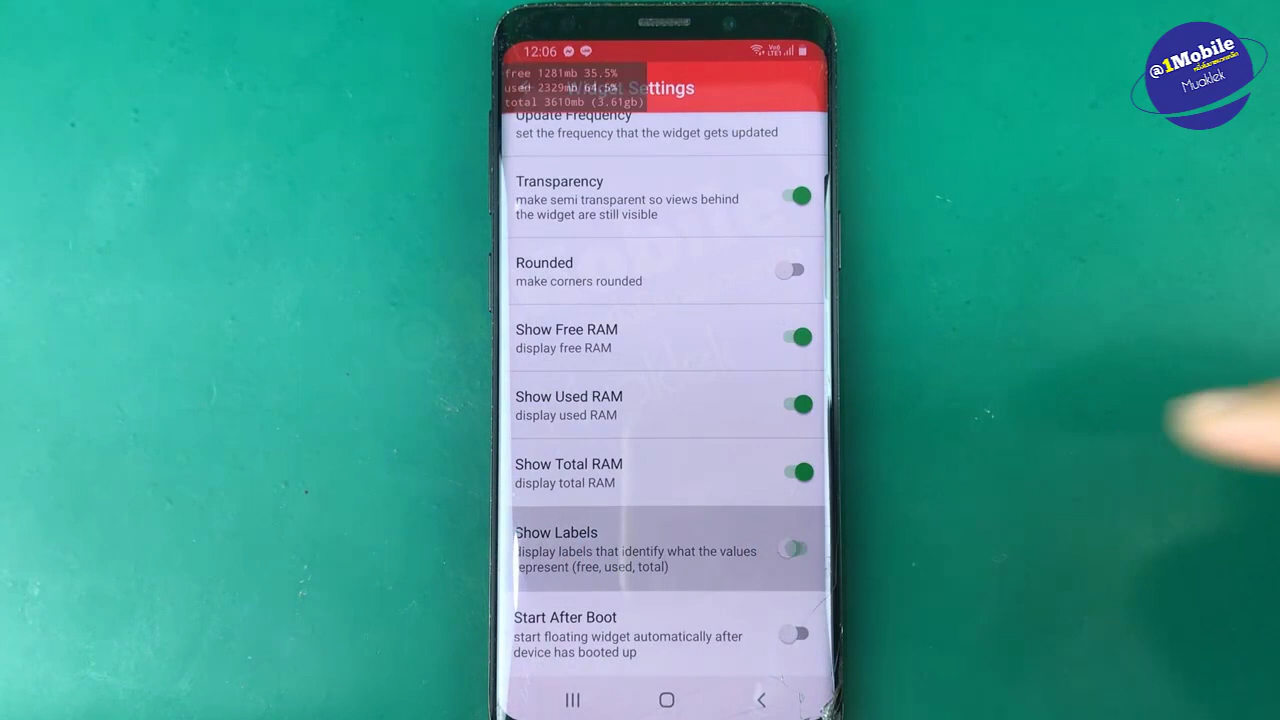 12:06
Vo))
LTE1
free 1281mb 35.5%
used 2329mb 64.5%
total 3610mb (3.61gb)
Widget Settings
Update Frequency
set the frequency that the widget gets updated
Transparency
make semi transparent so views behind
the widget are still visible
Rounded
make corners rounded
Show Free RAM
display free RAM
Show Used RAM
display used RAM
Show Total RAM
display total RAM
Show Labels
display labels that identify what the values
represent (free, used, total)
Start After Boot
start floating widget automatically after
device has booted up
@1Mobile
Muaklek